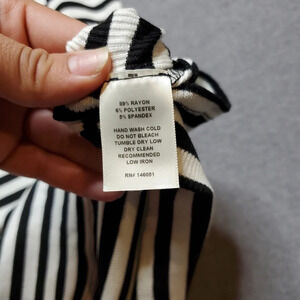 89% RAYON
6% POLYESTER
5% SPANDEX
HAND WASH COLD
DO NOT BLEACH
TUMBLE DRY LOW
DRY CLEAN
RECOMMENDED
LOW IRON
RN# 146051